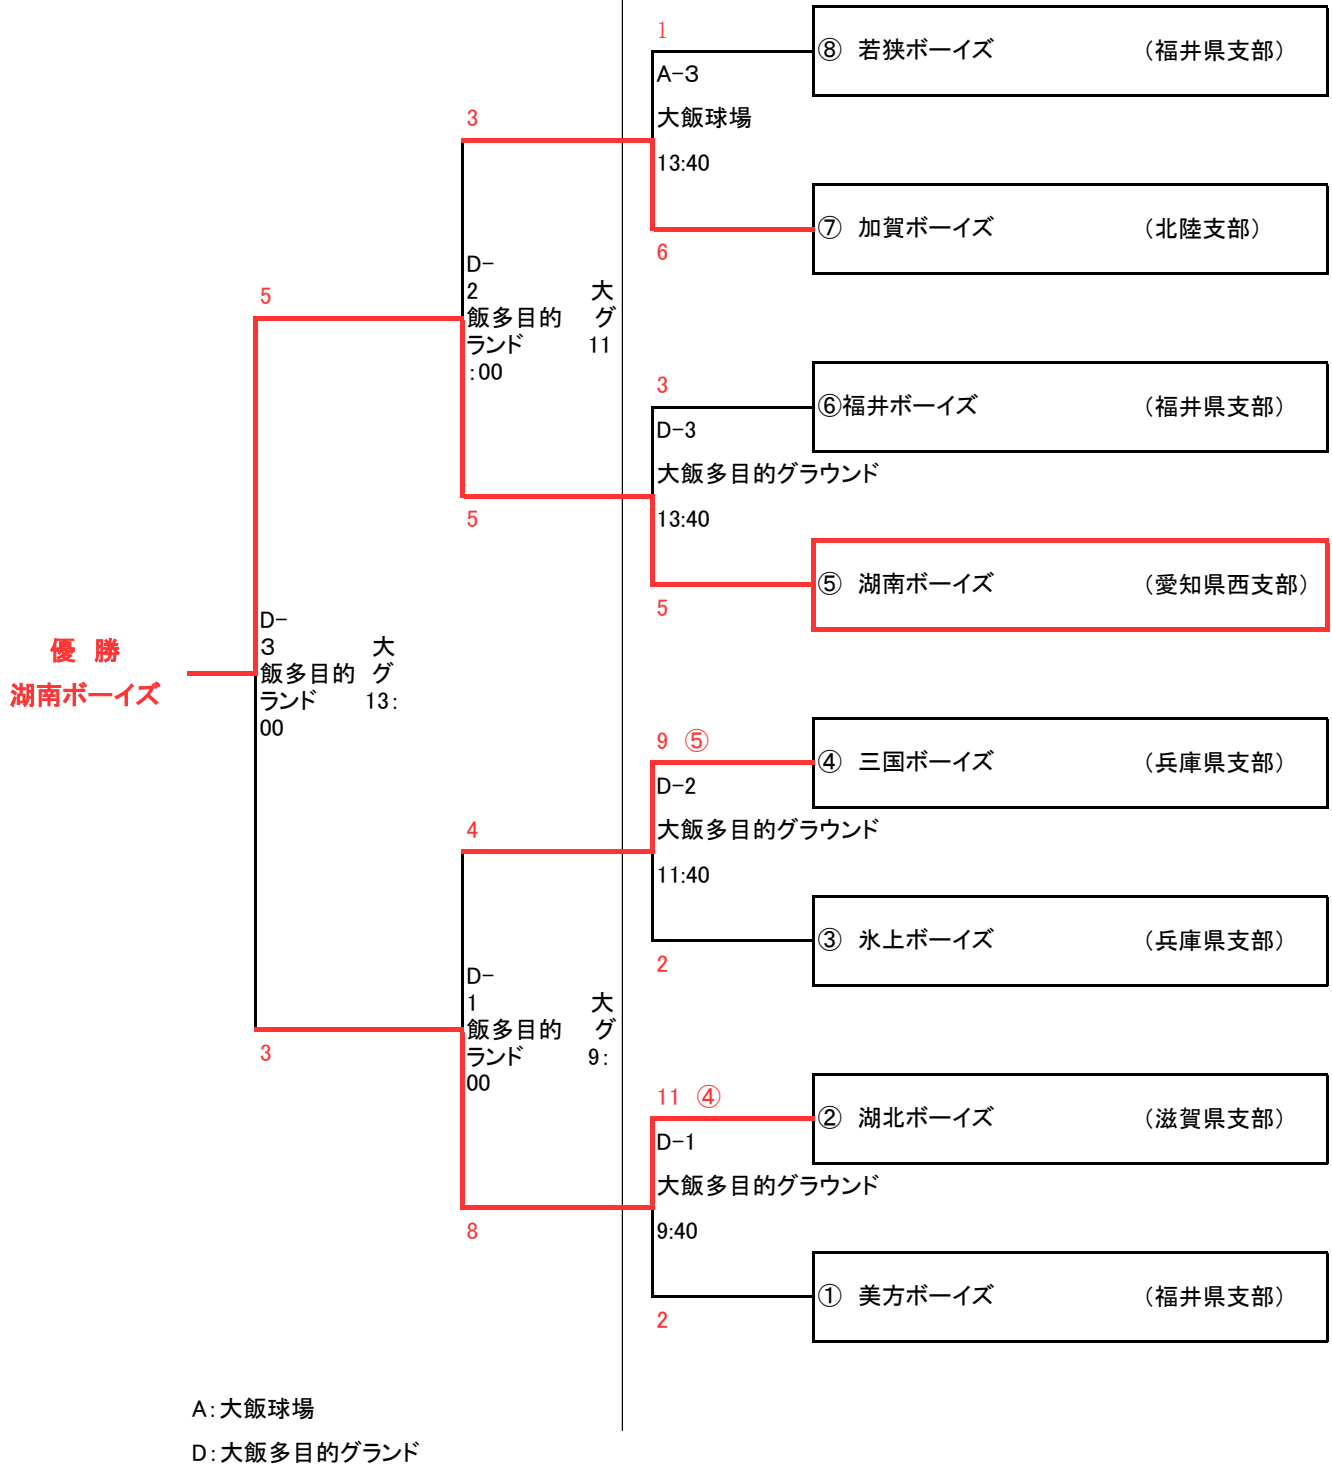 1
⑧ 若狭ボーイズ （福井県支部）
A-3
大飯球場
13:40
3
⑦ 加賀ボーイズ （北陸支部）
6
D-
2 大
飯多目的 グ
ランド 11
:00
5
3
⑥福井ボーイズ （福井県支部）
D-3
大飯多目的グラウンド
13:40
5
⑤ 湖南ボーイズ （愛知県西支部）
5
D-
3 大
飯多目的 グ
ランド 13:
00
優 勝
湖南ボーイズ
9 ⑤
④ 三国ボーイズ （兵庫県支部）
D-2
大飯多目的グラウンド
11:40
4
③ 氷上ボーイズ （兵庫県支部）
2
D-
1 大
飯多目的 グ
ランド 9:
00
3
11 ④
② 湖北ボーイズ （滋賀県支部）
D-1
大飯多目的グラウンド
9:40
8
① 美方ボーイズ （福井県支部）
2
A:大飯球場
D:大飯多目的グランド